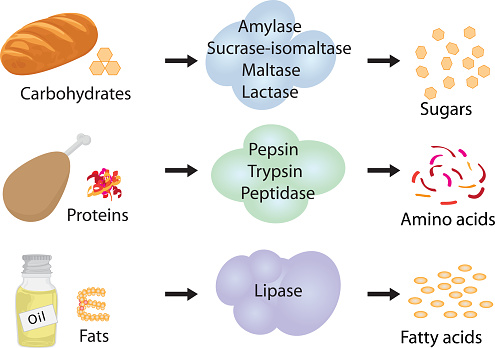 Amylase
Sucrase-isomaltase
Maltase
Lactase
Carbohydrates
Sugars
Pepsin
Trypsin
Peptidase
Proteins
Amino acids
Oil
Lipase
Fats
Fatty acids